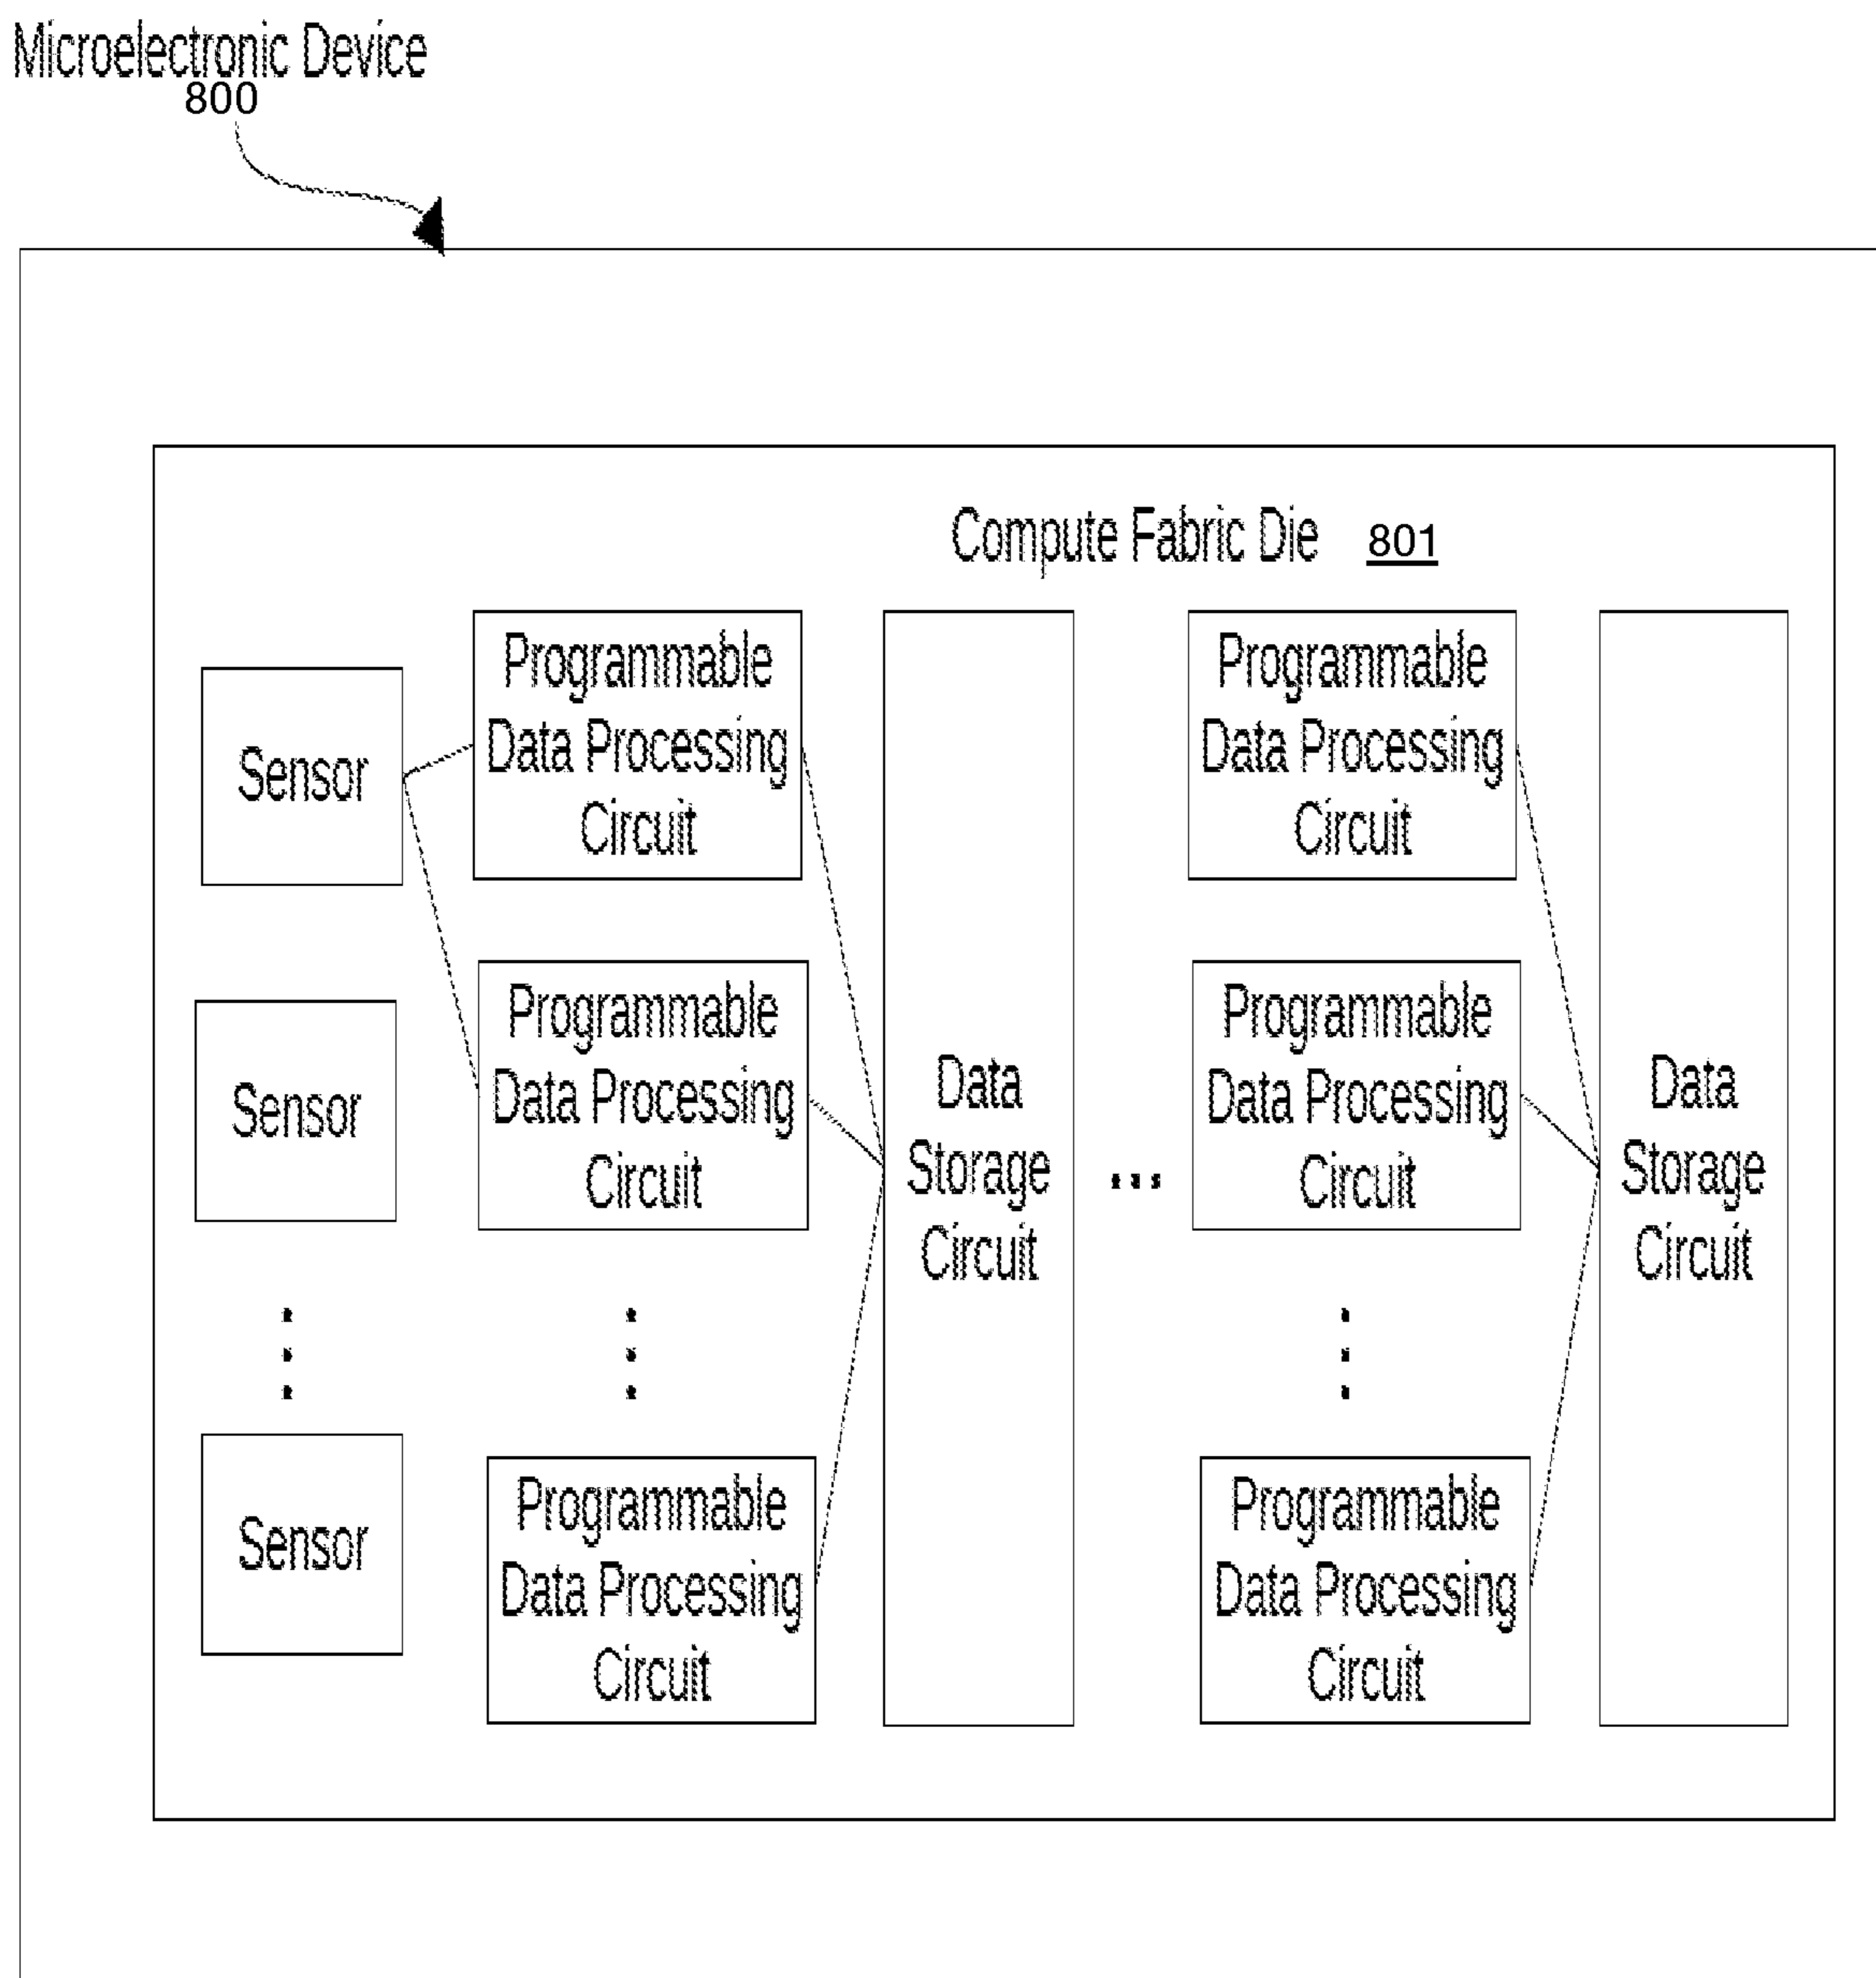 Microelectronic Device
800
Compute Fabric Die 801
Sensor
Programmable
Data Processing
Circuit
Programmable
Data Processing
Circuit
Sensor
Programmable
Data Processing
Circuit
Data
Storage
Circuit
...
Programmable
Data Processing
Circuit
Data
Storage
Circuit
Sensor
Programmable
Data Processing
Circuit
Programmable
Data Processing
Circuit